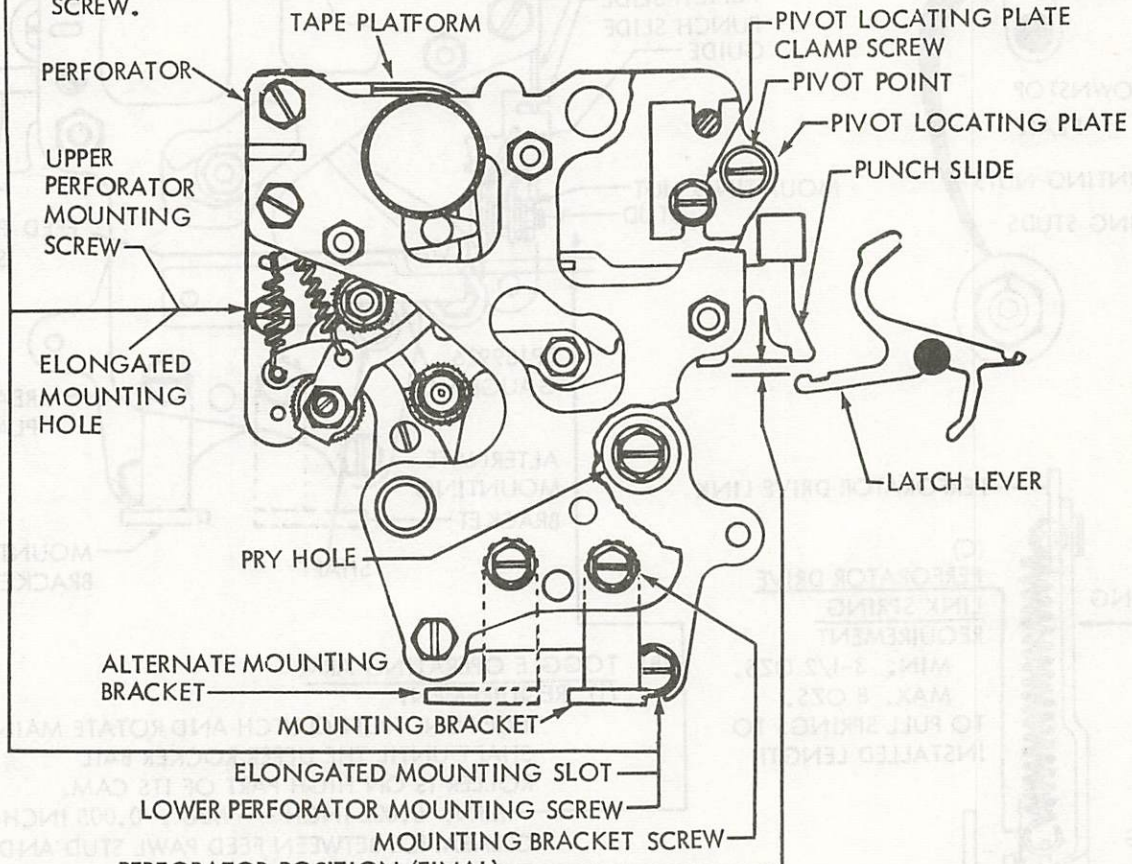 SCREW.
TAPE PLATFORM
PIVOT LOCATING PLATE
CLAMP SCREW
PERFORATOR
PIVOT POINT
PIVOT LOCATING PLATE
UPPER
PERFORATOR
MOUNTING
SCREW
PUNCH SLIDE
ELONGATED
MOUNTING
HOLE
LATCH LEVER
PRY HOLE
ALTERNATE MOUNTING
BRACKET
MOUNTING BRACKET
ELONGATED MOUNTING SLOT
LOWER PERFORATOR MOUNTING SCREW
MOUNTING BRACKET SCREW
PERFORATOR POSITION (FINAL)